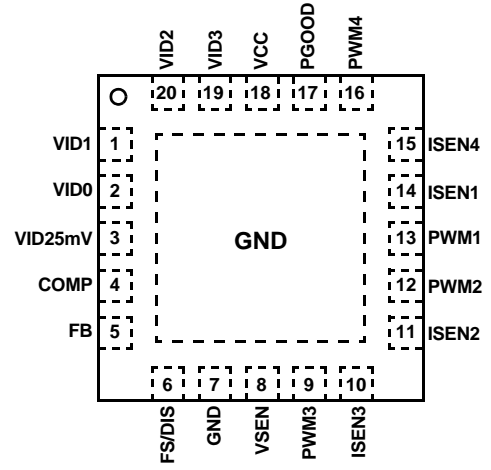 VID2 VID3 VCC PGOOD PWM4
20 19 18 17 16
VID1 1 15 ISEN4
VID0 2 14 ISEN1
VID25mV 3 GND 13 PWM1
COMP 4 12 PWM2
FB 5 11 ISEN2
6 7 8 9 10
FS/DIS GND VSEN PWM3 ISEN3